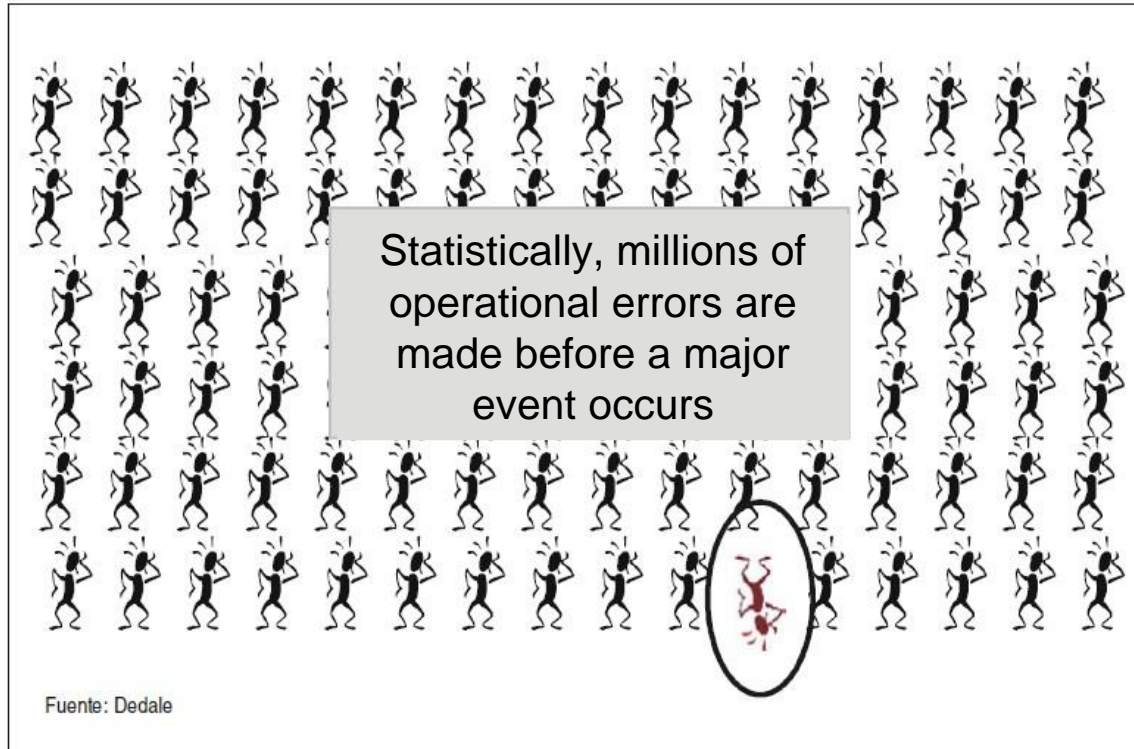 Statistically, millions of
operational errors are
made before a major
event occurs
Fuente: Dedale